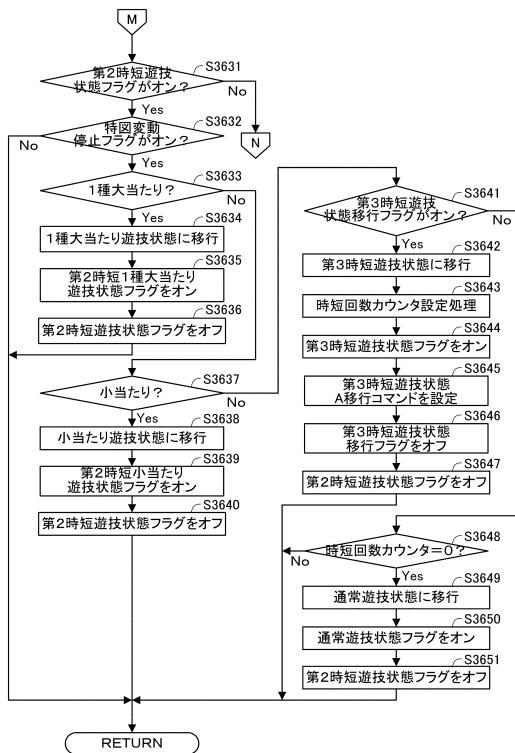 M
第2時短遊技
状態フラグがオン？
S3631
No
Yes
N
特図変動
停止フラグがオン？
S3632
No
Yes
1種大当たり？
S3633
No
Yes
S3634
1種大当たり遊技状態に移行
S3635
第2時短1種大当たり
遊技状態フラグをオン
S3636
第2時短遊技状態フラグをオフ
小当たり？
S3637
No
Yes
S3638
小当たり遊技状態に移行
S3639
第2時短小当たり
遊技状態フラグをオン
S3640
第2時短遊技状態フラグをオフ
第3時短遊技
状態移行フラグがオン？
S3641
No
Yes
S3642
第3時短遊技状態に移行
S3643
時短回数カウンタ設定処理
S3644
第3時短遊技状態フラグをオン
S3645
第3時短遊技状態
A移行コマンドを設定
S3646
第3時短遊技状態
移行フラグをオフ
S3647
第2時短遊技状態フラグをオフ
時短回数カウンタ＝0？
S3648
No
Yes
S3649
通常遊技状態に移行
S3650
通常遊技状態フラグをオン
S3651
第2時短遊技状態フラグをオフ
RETURN